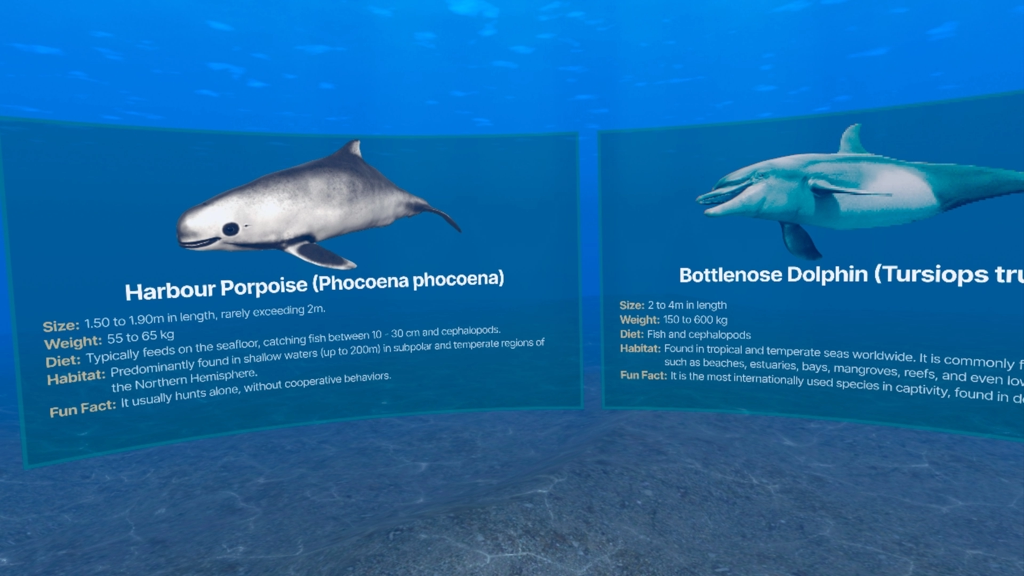 Harbour Porpoise (Phocoena phocoena)
Size: 1.50 to 1.90m in length, rarely exceeding 2m.
Weight: 55 to 65 kg
Diet: Typically feeds on the seafloor, catching fish between 10 - 30 cm and cephalopods.
Habitat: Predominantly found in shallow waters (up to 200m) in subpolar and temperate regions of
the Northern Hemisphere.
Fun Fact: It usually hunts alone, without cooperative behaviors.
Bottlenose Dolphin (Tursiops tru
Size: 2 to 4m in length
Weight: 150 to 600 kg
Diet: Fish and cephalopods
Habitat: Found in tropical and temperate seas worldwide. It is commonly f
such as beaches, estuaries, bays, mangroves, reefs, and even lov
Fun Fact: It is the most internationally used species in captivity, found in d